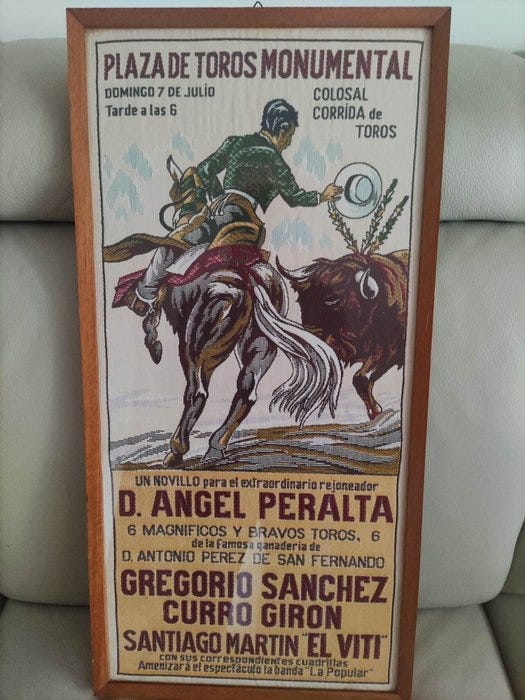 PLAZA DE TOROS MONUMENTAL
DOMINGO 7 DE JULIO
Tarde a las 6
COLOSAL
CORRIDA de
TOROS
UN NOVILLO para el extraordinario rejoneador
D. ANGEL PERALTA
6 MAGNIFICOS Y BRAVOS TOROS, 6
de la famosa ganaderia de
D. ANTONIO PEREZ DE SAN FERNANDO
GREGORIO SANCHEZ
CURRO GIRON
SANTIAGO MARTIN "EL VITI"
CON SUS correspondientes cuadrillas
Amenizará el espectáculo la banda "La Popular"